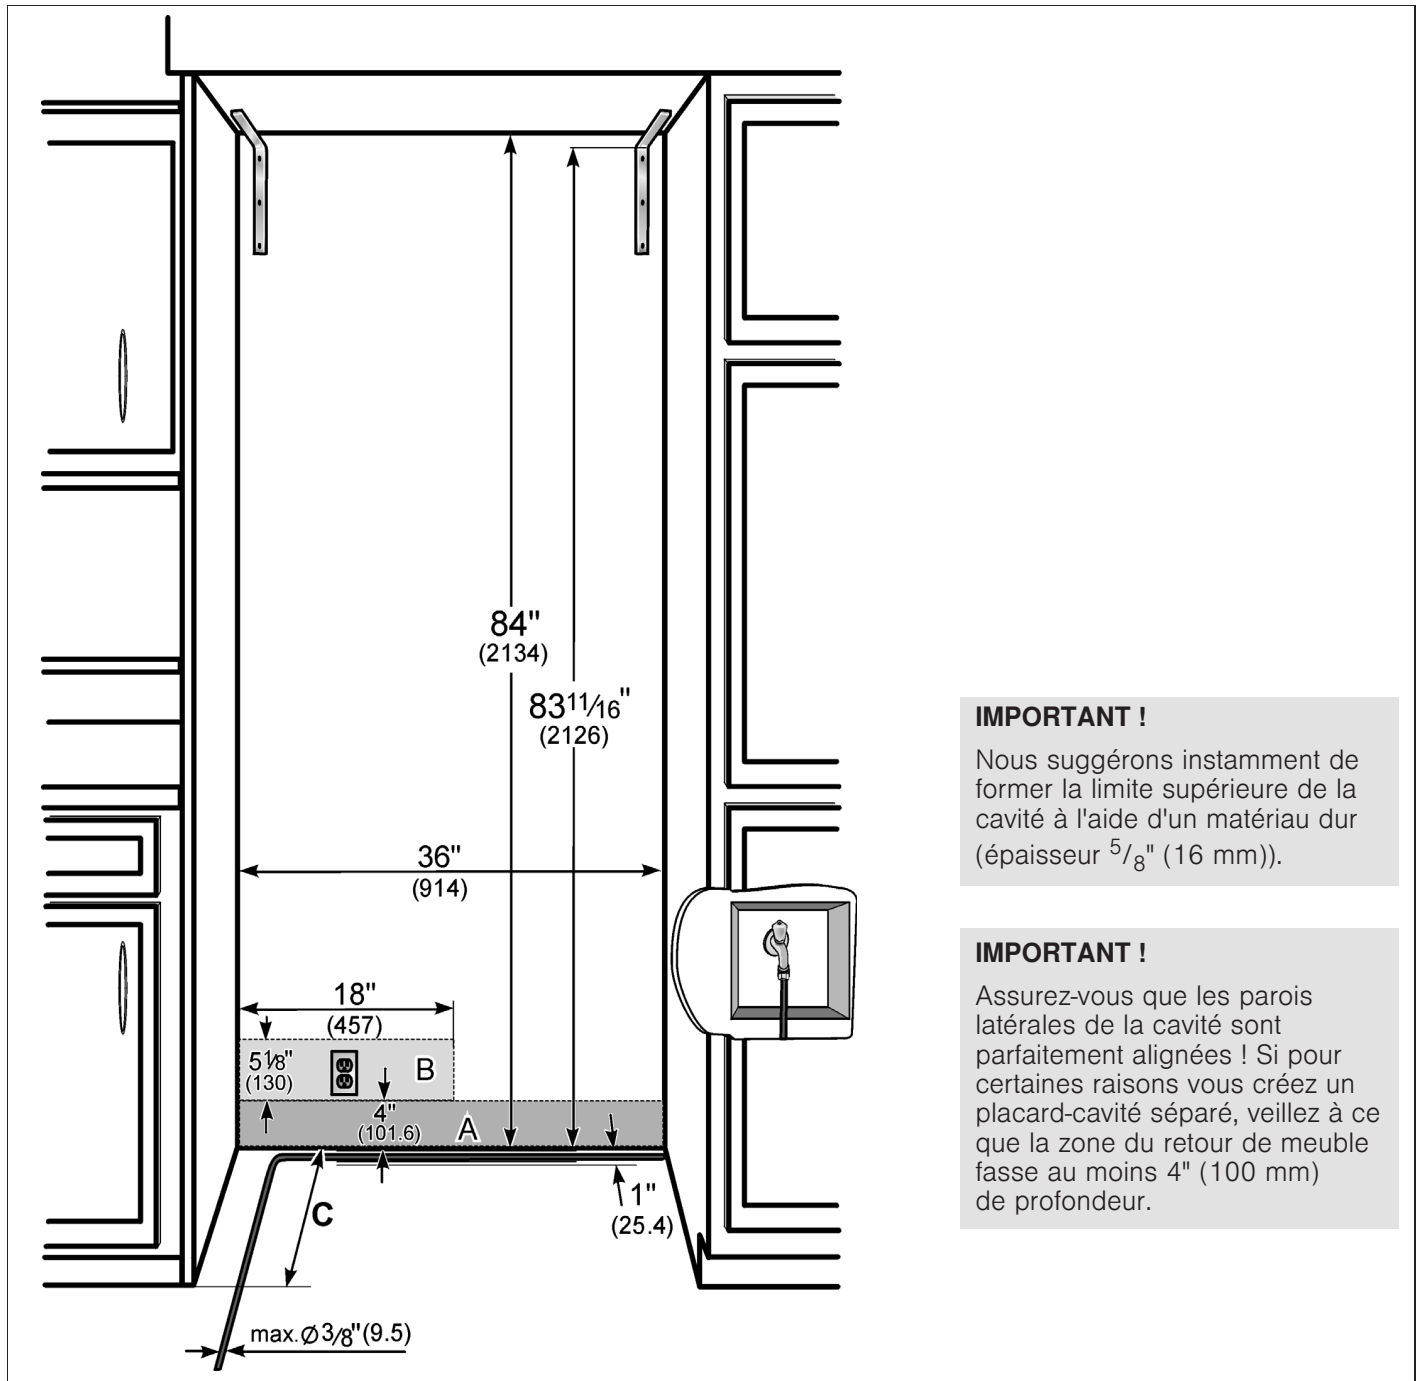 84"
(2134)
83 11/16"
(2126)
36"
(914)
18"
(457)
5 1/8"
(130)
B
4"
(101.6)
A
C
1"
(25.4)
max. Ø 3/8" (9.5)
IMPORTANT !
Nous suggérons instamment de
former la limite supérieure de la
cavité à l'aide d'un matériau dur
(épaisseur 5/8" (16 mm)).
IMPORTANT !
Assurez-vous que les parois
latérales de la cavité sont
parfaitement alignées ! Si pour
certaines raisons vous créez un
placard-cavité séparé, veillez à ce
que la zone du retour de meuble
fasse au moins 4" (100 mm)
de profondeur.